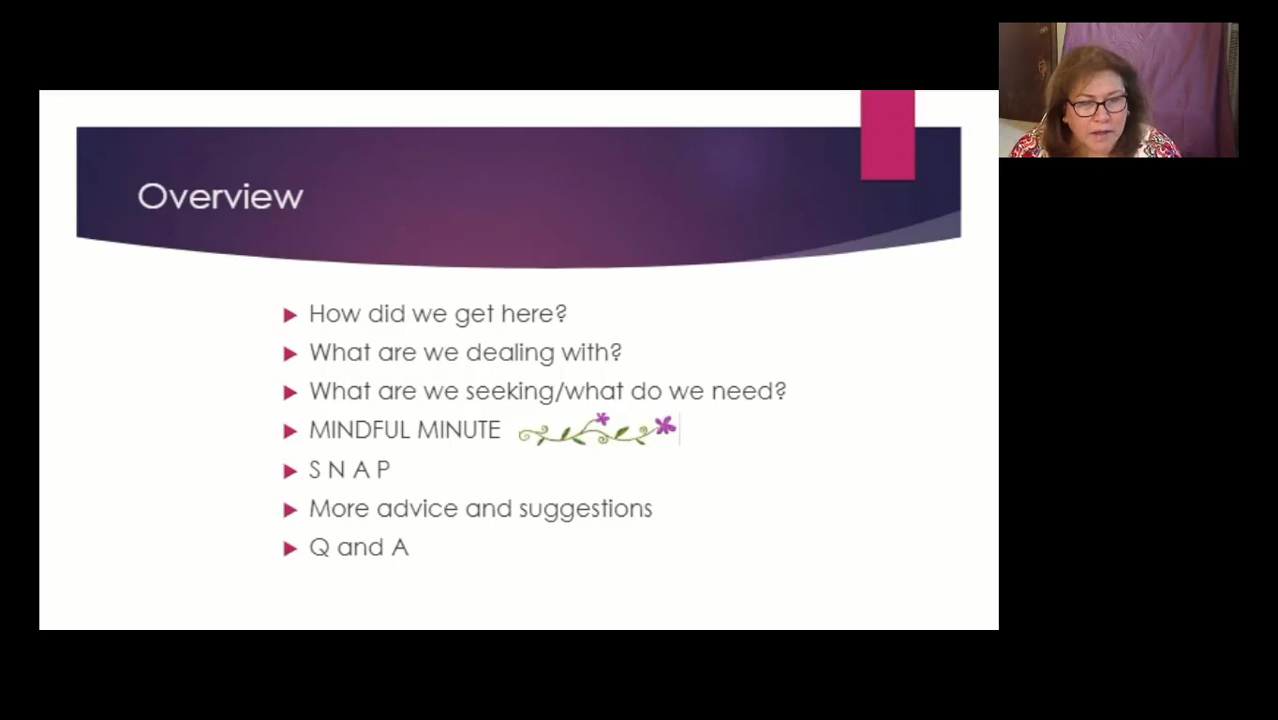 Overview
How did we get here?
What are we dealing with?
What are we seeking/what do we need?
MINDFUL MINUTE
S N A P
More advice and suggestions
Q and A